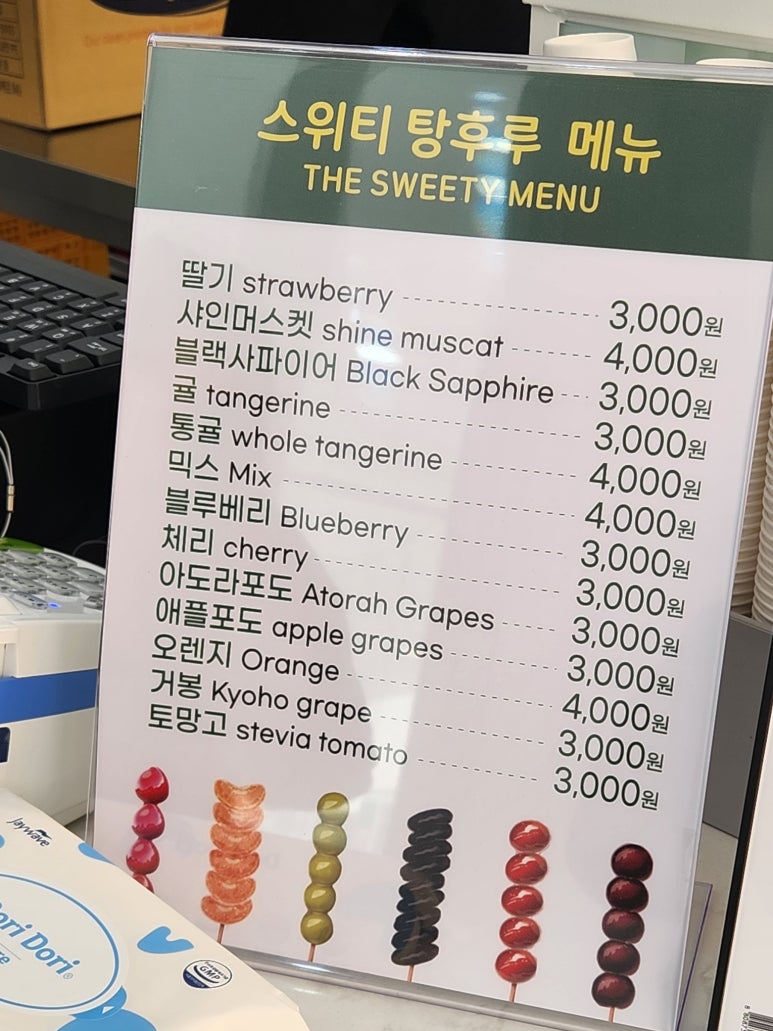 스위티 탕후루 메뉴
THE SWEETY MENU
딸기 strawberry 3,000원
샤인머스켓 shine muscat 4,000원
블랙사파이어 Black Sapphire 3,000원
귤 tangerine 3,000원
통귤 whole tangerine 4,000원
믹스 Mix 4,000원
블루베리 Blueberry 3,000원
체리 cherry 3,000원
아도라포도 Atorah Grapes 3,000원
애플포도 apple grapes 3,000원
오렌지 Orange 4,000원
거봉 Kyoho grape 3,000원
토망고 stevia tomato 3,000원
Jaywave
Dori®
GMP